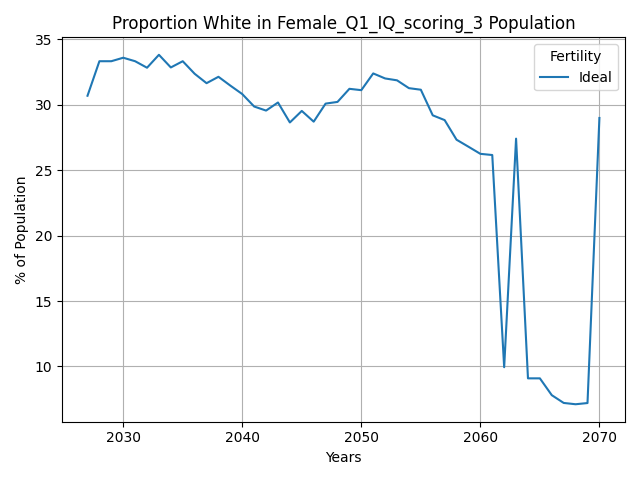 Proportion White in Female_Q1_IQ_scoring_3 Population
35
30
25
20
15
10
% of Population
Fertility
Ideal
2030 2040 2050 2060 2070
Years